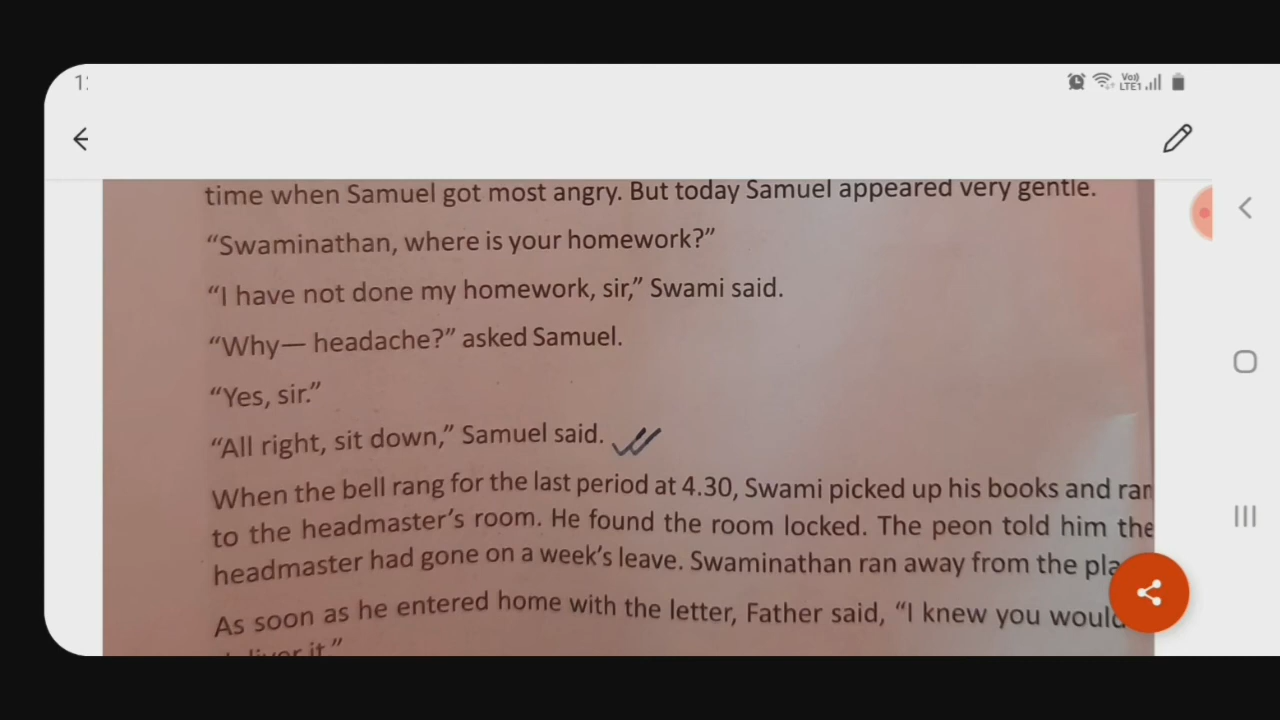 time when Samuel got most angry. But today Samuel appeared very gentle.
“Swaminathan, where is your homework?”
“I have not done my homework, sir,” Swami said.
“Why— headache?” asked Samuel.
“Yes, sir.”
“All right, sit down,” Samuel said.
When the bell rang for the last period at 4.30, Swami picked up his books and ran
to the headmaster’s room. He found the room locked. The peon told him the
headmaster had gone on a week’s leave. Swaminathan ran away from the
As soon as he entered home with the letter, Father said, “I knew you would
it.”